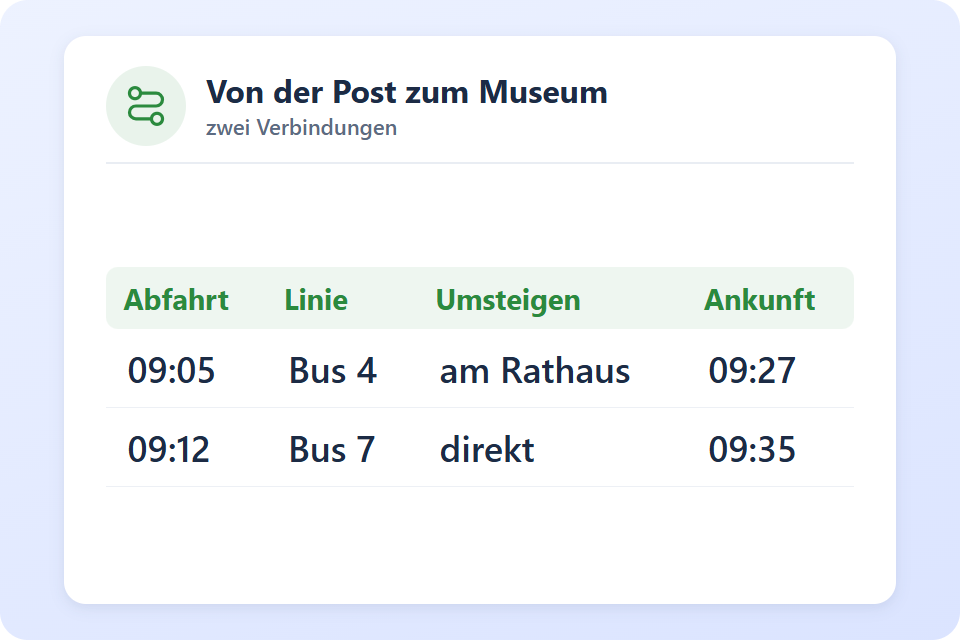 Von der Post zum Museum
zwei Verbindungen
Abfahrt Linie Umsteigen Ankunft
09:05 Bus 4 am Rathaus 09:27
09:12 Bus 7 direkt 09:35